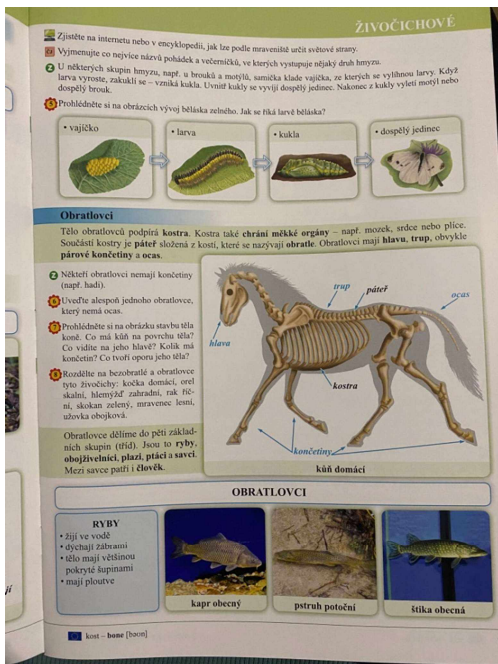 ŽIVOČICHOVÉ
Zjistěte na internetu nebo v encyklopedii, jak lze podle mraveniště určit světové strany.
Vyjmenujte co nejvíce názvů pohádek a večerníčků, ve kterých vystupuje nějaký druh hmyzu.
2 U některých skupin hmyzu, např. u brouků a motýlů, samička klade vajíčka, ze kterých se vylíhnou larvy. Když
larva vyroste, zakuklí se – vzniká kukla. Uvnitř kukly se vyvíjí dospělý jedinec. Nakonec z kukly vyletí motýl nebo
dospělý brouk.
5 Prohlédněte si na obrázcích vývoj běláska zelného. Jak se říká larvě běláska?
• vajíčko
• larva
• kukla
• dospělý jedinec
Obratlovci
Tělo obratlovců podpírá kostra. Kostra také chrání měkké orgány – např. mozek, srdce nebo plíce.
Součástí kostry je páteř složená z kostí, které se nazývají obratle. Obratlovci mají hlavu, trup, obvykle
párové končetiny a ocas.
2 Někteří obratlovci nemají končetiny
(např. hadi).
6 Uveďte alespoň jednoho obratlovce,
který nemá ocas.
7 Prohlédněte si na obrázku stavbu těla
koně. Co má kůň na povrchu těla?
Co vidíte na jeho hlavě? Kolik má
končetin? Co tvoří oporu jeho těla?
8 Rozdělte na bezobratlé a obratlovce
tyto živočichy: kočka domácí, orel
skalní, hlemýžď zahradní, rak říč-
ní, skokan zelený, mravenec lesní,
užovka obojková.
Obratlovce dělíme do pěti základ-
ních skupin (tříd). Jsou to ryby,
obojživelníci, plazi, ptáci a savci.
Mezi savce patří i člověk.
trup
páteř
ocas
hlava
kostra
končetiny
kůň domácí
OBRATLOVCI
RYBY
• žijí ve vodě
• dýchají žábrami
• tělo mají většinou
pokryté šupinami
• mají ploutve
kapr obecný
pstruh potoční
štika obecná
jí
kost – bone [bəun]